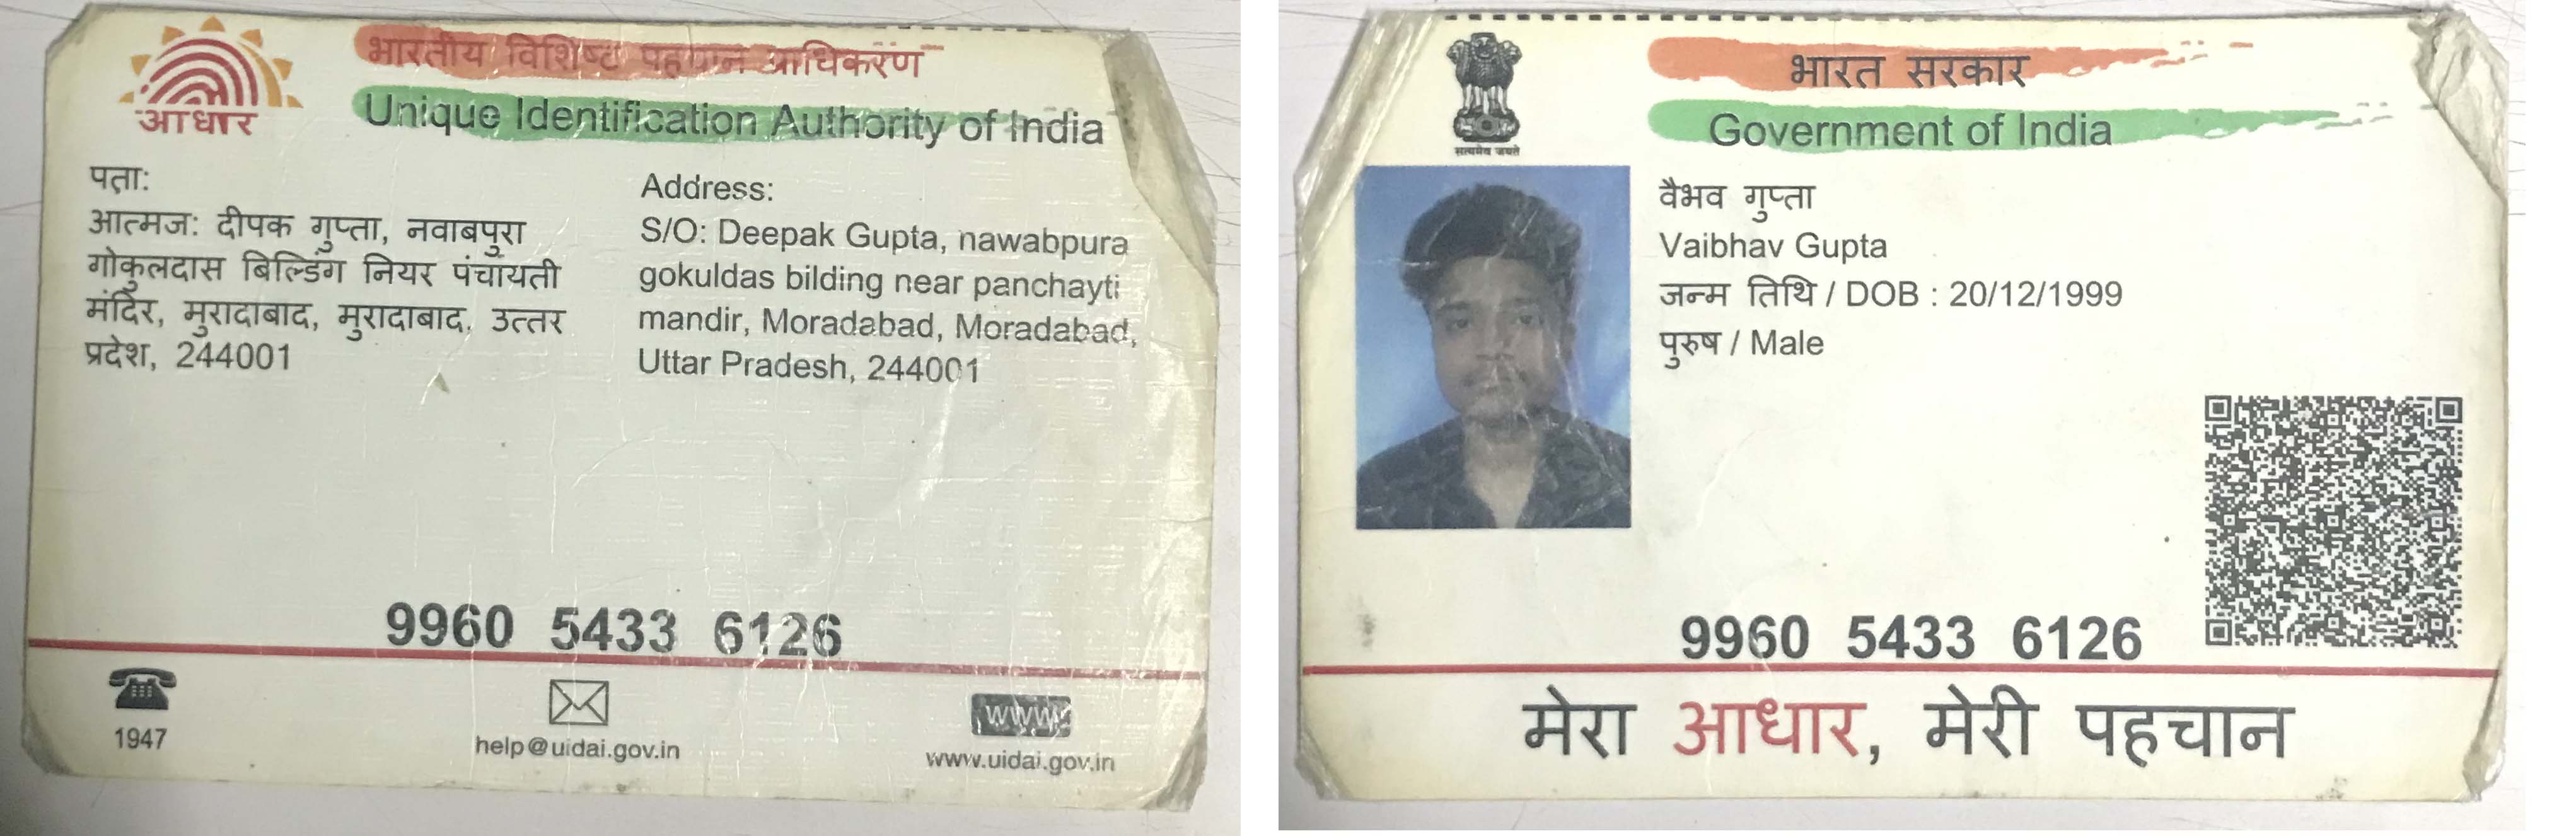 आधार
भारतीय विशिष्ट पहचान प्राधिकरण
Unique Identification Authority of India
पता:
आत्मज: दीपक गुप्ता, नवाबपुरा
गोकुलदास बिल्डिंग नियर पंचायती
मंदिर, मुरादाबाद, मुरादाबाद, उत्तर
प्रदेश, 244001
Address:
S/O: Deepak Gupta, nawabpura
gokuldas bilding near panchayti
mandir, Moradabad, Moradabad,
Uttar Pradesh, 244001
9960 5433 6126
1947
help@uidai.gov.in
www
www.uidai.gov.in
सत्यमेव जयते
भारत सरकार
Government of India
वैभव गुप्ता
Vaibhav Gupta
जन्म तिथि / DOB : 20/12/1999
पुरुष / Male
9960 5433 6126
मेरा आधार, मेरी पहचान